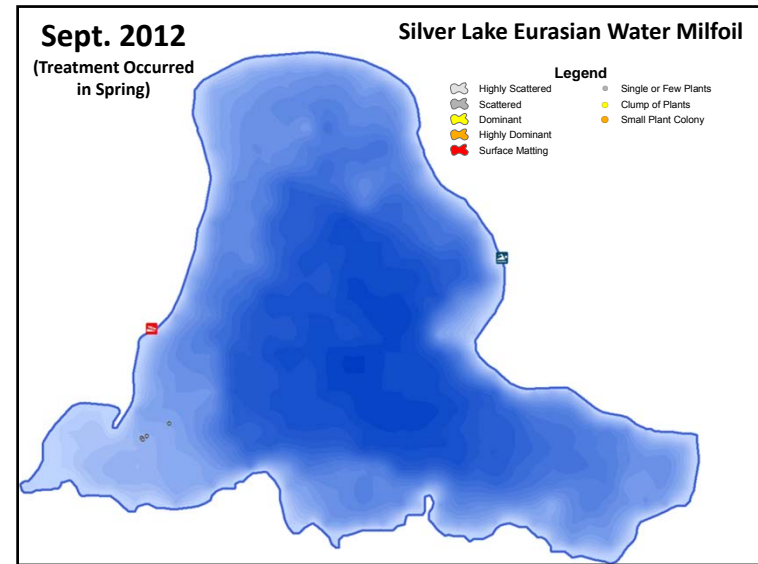 Sept. 2012
(Treatment Occurred
in Spring)
Silver Lake Eurasian Water Milfoil
Legend
Highly Scattered
Scattered
Dominant
Highly Dominant
Surface Matting
Single or Few Plants
Clump of Plants
Small Plant Colony